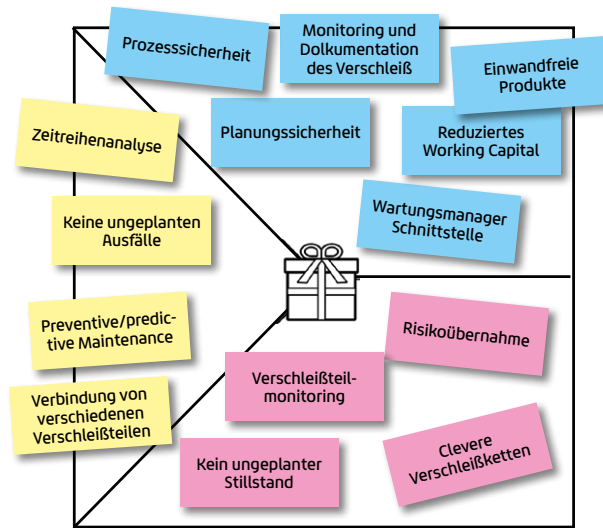 Prozesssicherheit
Monitoring und
Dolkumentation
des Verschleiß
Einwandfreie
Produkte
Planungssicherheit
Reduziertes
Working Capital
Wartungsmanager
Schnittstelle
Zeitreihenanalyse
Keine ungeplanten
Ausfälle
Preventive/predic-
tive Maintenance
Verbindung von
verschiedenen
Verschleißteilen
Risikoübernahme
Verschleißteil-
monitoring
Clevere
Verschleißketten
Kein ungeplanter
Stillstand